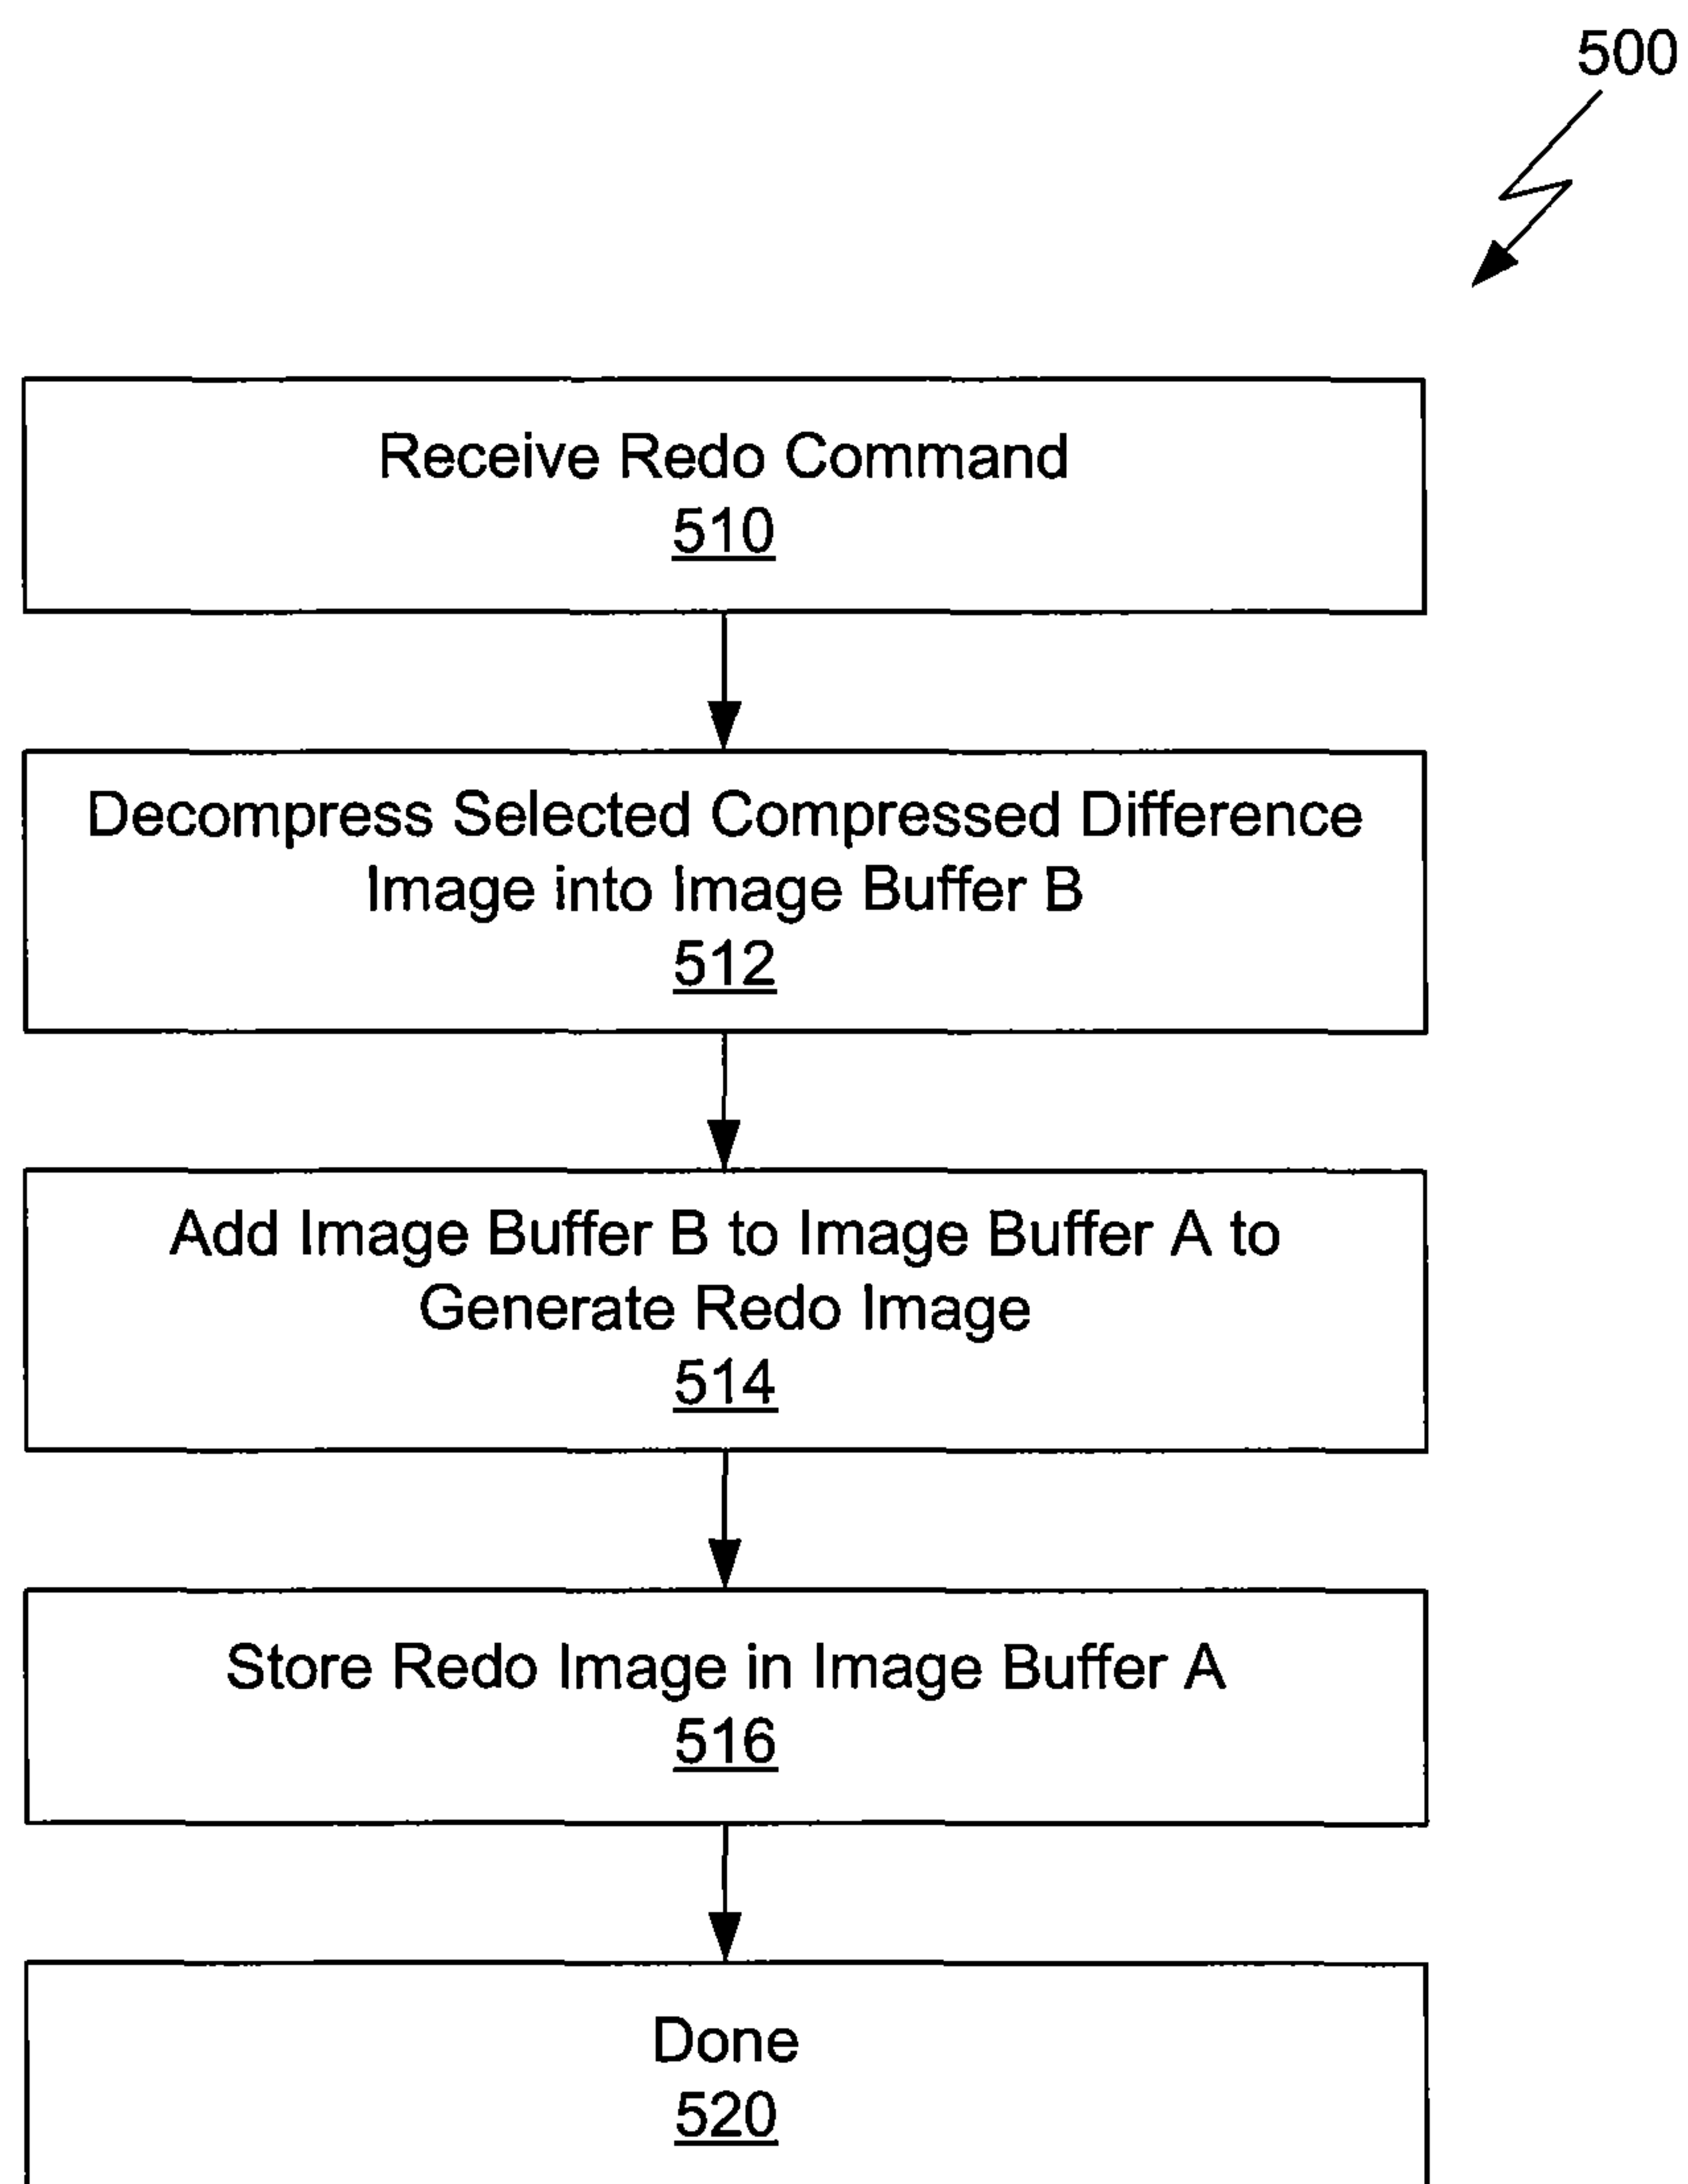 500
Receive Redo Command
510
Decompress Selected Compressed Difference
Image into Image Buffer B
512
Add Image Buffer B to Image Buffer A to
Generate Redo Image
514
Store Redo Image in Image Buffer A
516
Done
520